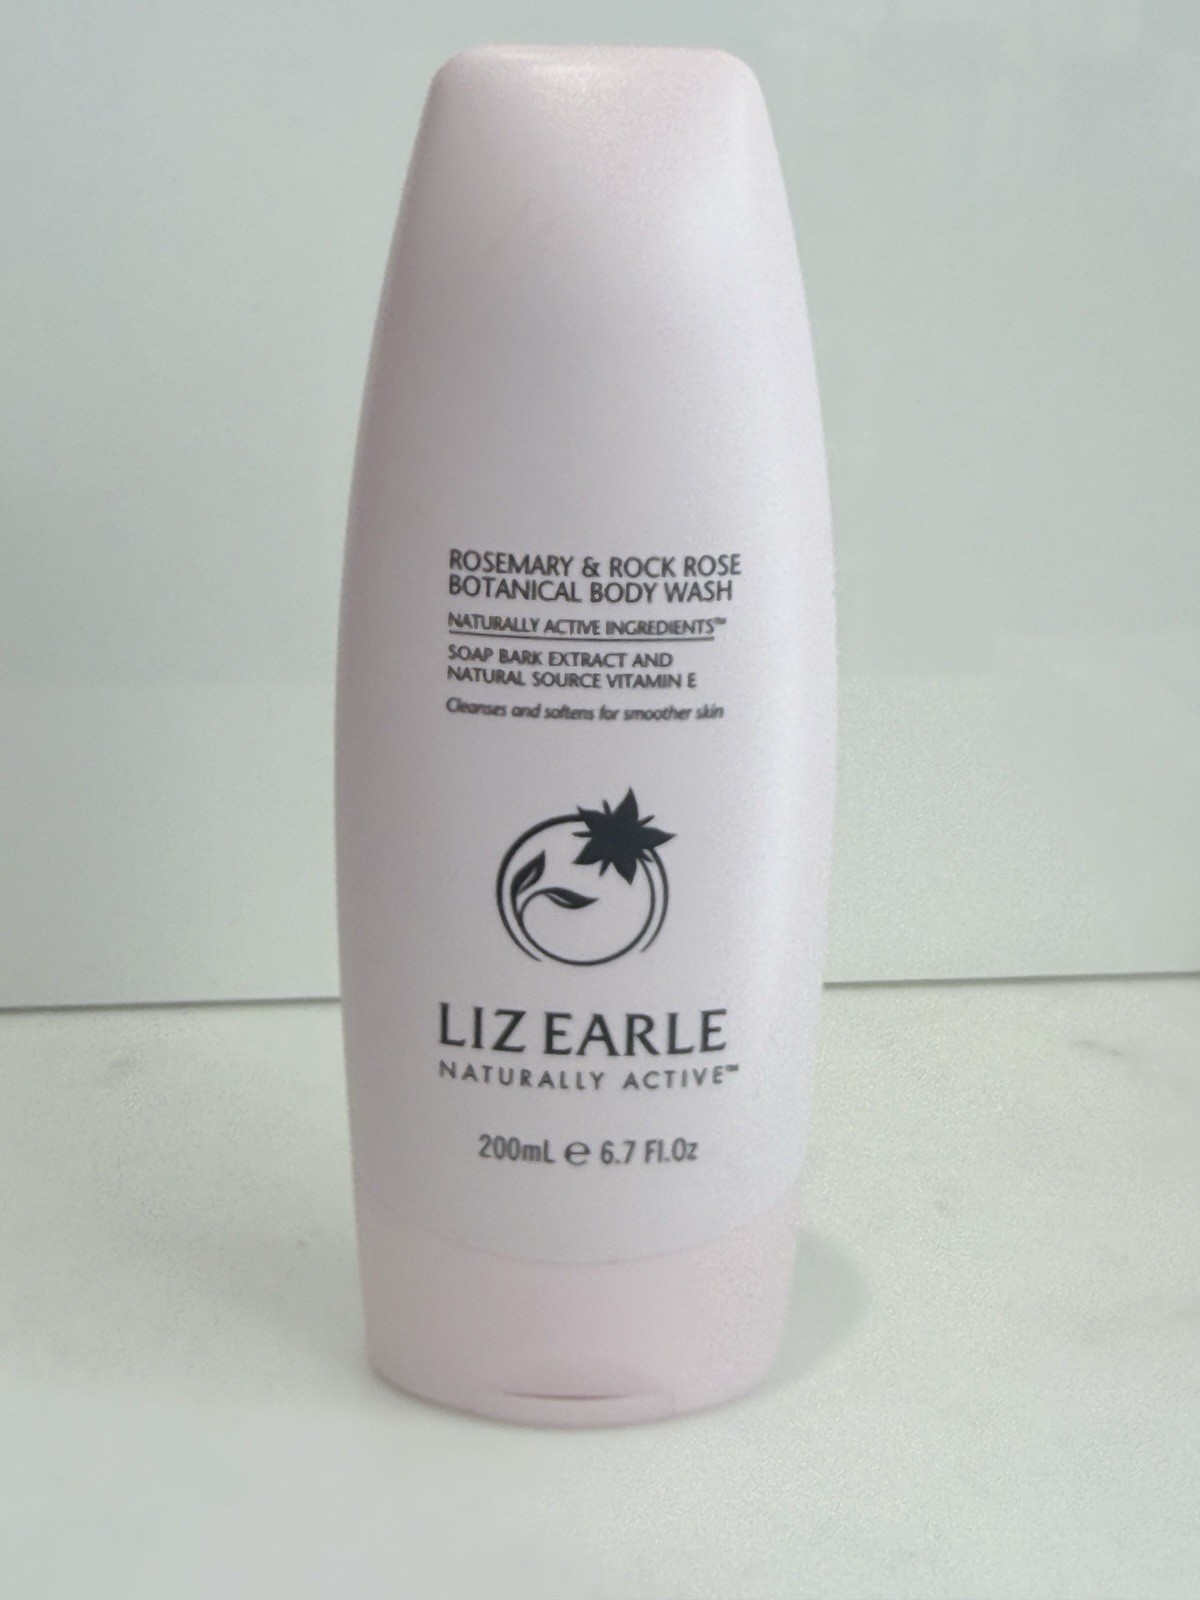 ROSEMARY & ROCK ROSE
BOTANICAL BODY WASH
NATURALLY ACTIVE INGREDIENTS™
SOAP BARK EXTRACT AND
NATURAL SOURCE VITAMIN E
Cleanses and softens for smoother skin
LIZ EARLE
NATURALLY ACTIVE™
200mL ℮ 6.7 Fl.Oz